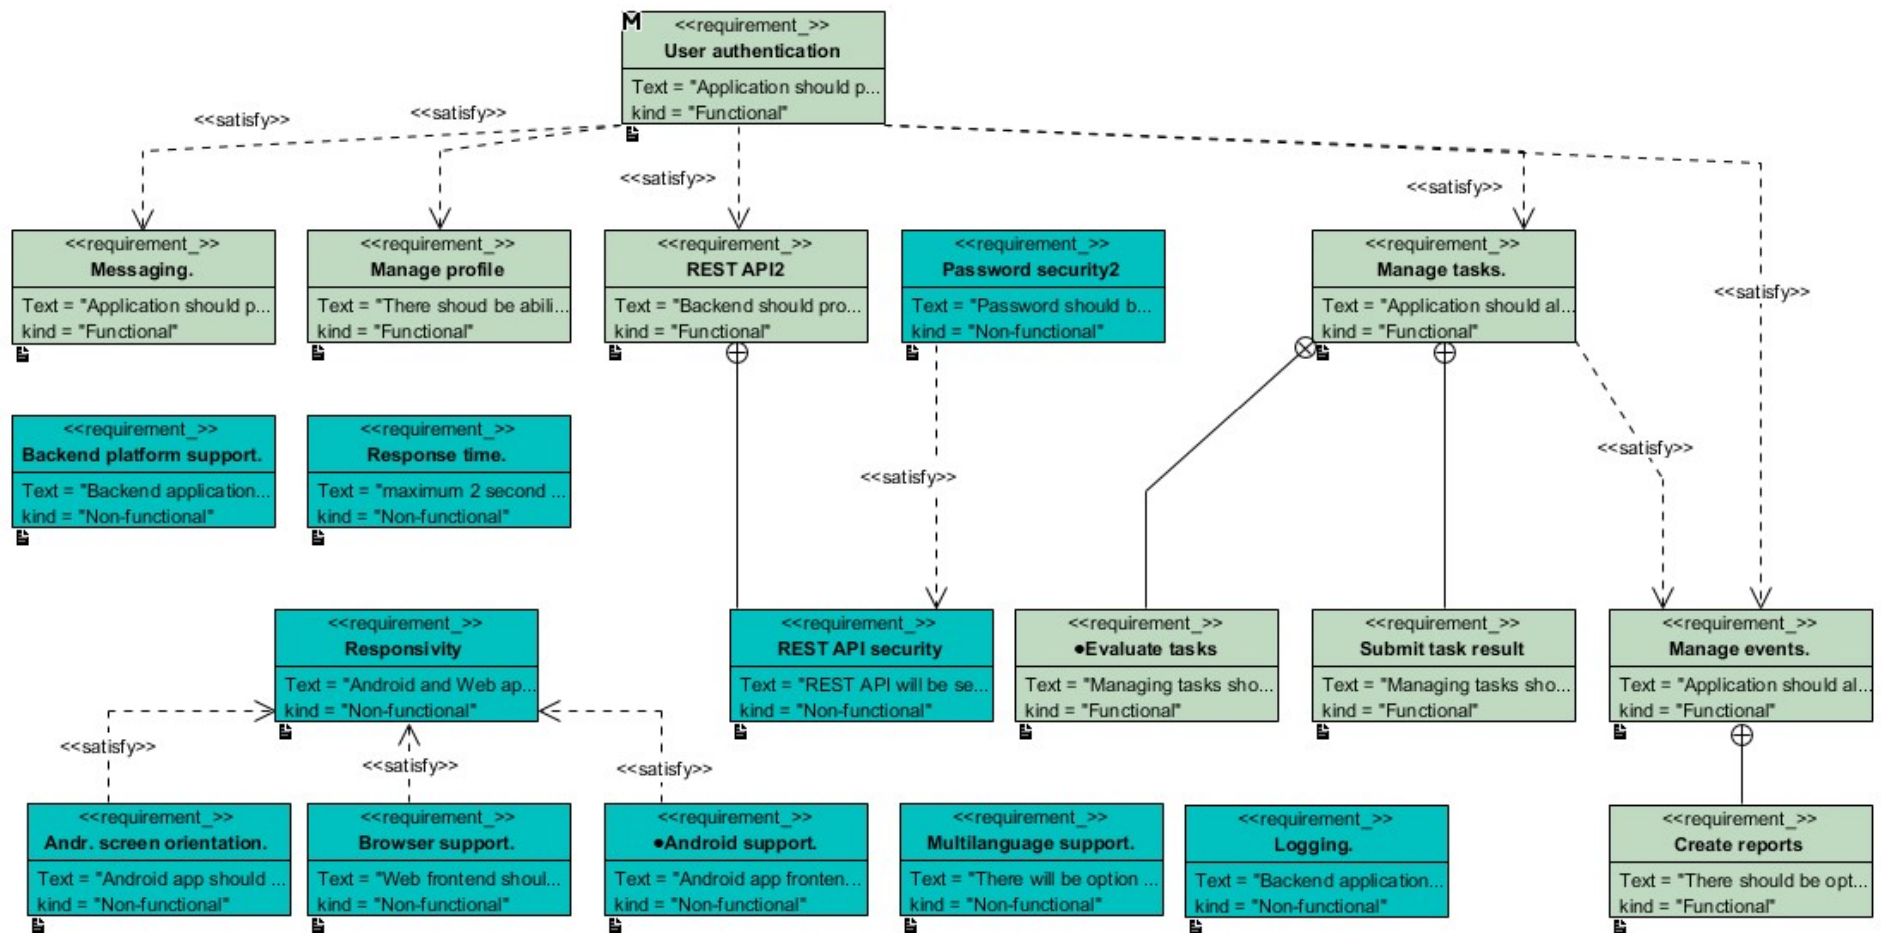 M
<<requirement_>>
User authentication
Text = "Application should p...
kind = "Functional"
<<satisfy>>
<<satisfy>>
<<satisfy>>
<<satisfy>>
<<satisfy>>
<<requirement_>>
Messaging.
Text = "Application should p...
kind = "Functional"
<<requirement_>>
Manage profile
Text = "There shoud be abili...
kind = "Functional"
<<requirement_>>
REST API2
Text = "Backend should pro...
kind = "Functional"
<<requirement_>>
Password security2
Text = "Password should b...
kind = "Non-functional"
<<requirement_>>
Manage tasks.
Text = "Application should al...
kind = "Functional"
<<requirement_>>
Backend platform support.
Text = "Backend application...
kind = "Non-functional"
<<requirement_>>
Response time.
Text = "maximum 2 second ...
kind = "Non-functional"
<<satisfy>>
<<satisfy>>
<<requirement_>>
Responsivity
Text = "Android and Web ap...
kind = "Non-functional"
<<requirement_>>
REST API security
Text = "REST API will be se...
kind = "Non-functional"
<<requirement_>>
●Evaluate tasks
Text = "Managing tasks sho...
kind = "Functional"
<<requirement_>>
Submit task result
Text = "Managing tasks sho...
kind = "Functional"
<<requirement_>>
Manage events.
Text = "Application should al...
kind = "Functional"
<<satisfy>>
<<satisfy>>
<<satisfy>>
<<requirement_>>
Andr. screen orientation.
Text = "Android app should ...
kind = "Non-functional"
<<requirement_>>
Browser support.
Text = "Web frontend shoul...
kind = "Non-functional"
<<requirement_>>
●Android support.
Text = "Android app fronten...
kind = "Non-functional"
<<requirement_>>
Multilanguage support.
Text = "There will be option ...
kind = "Non-functional"
<<requirement_>>
Logging.
Text = "Backend application...
kind = "Non-functional"
<<requirement_>>
Create reports
Text = "There should be opt...
kind = "Functional"